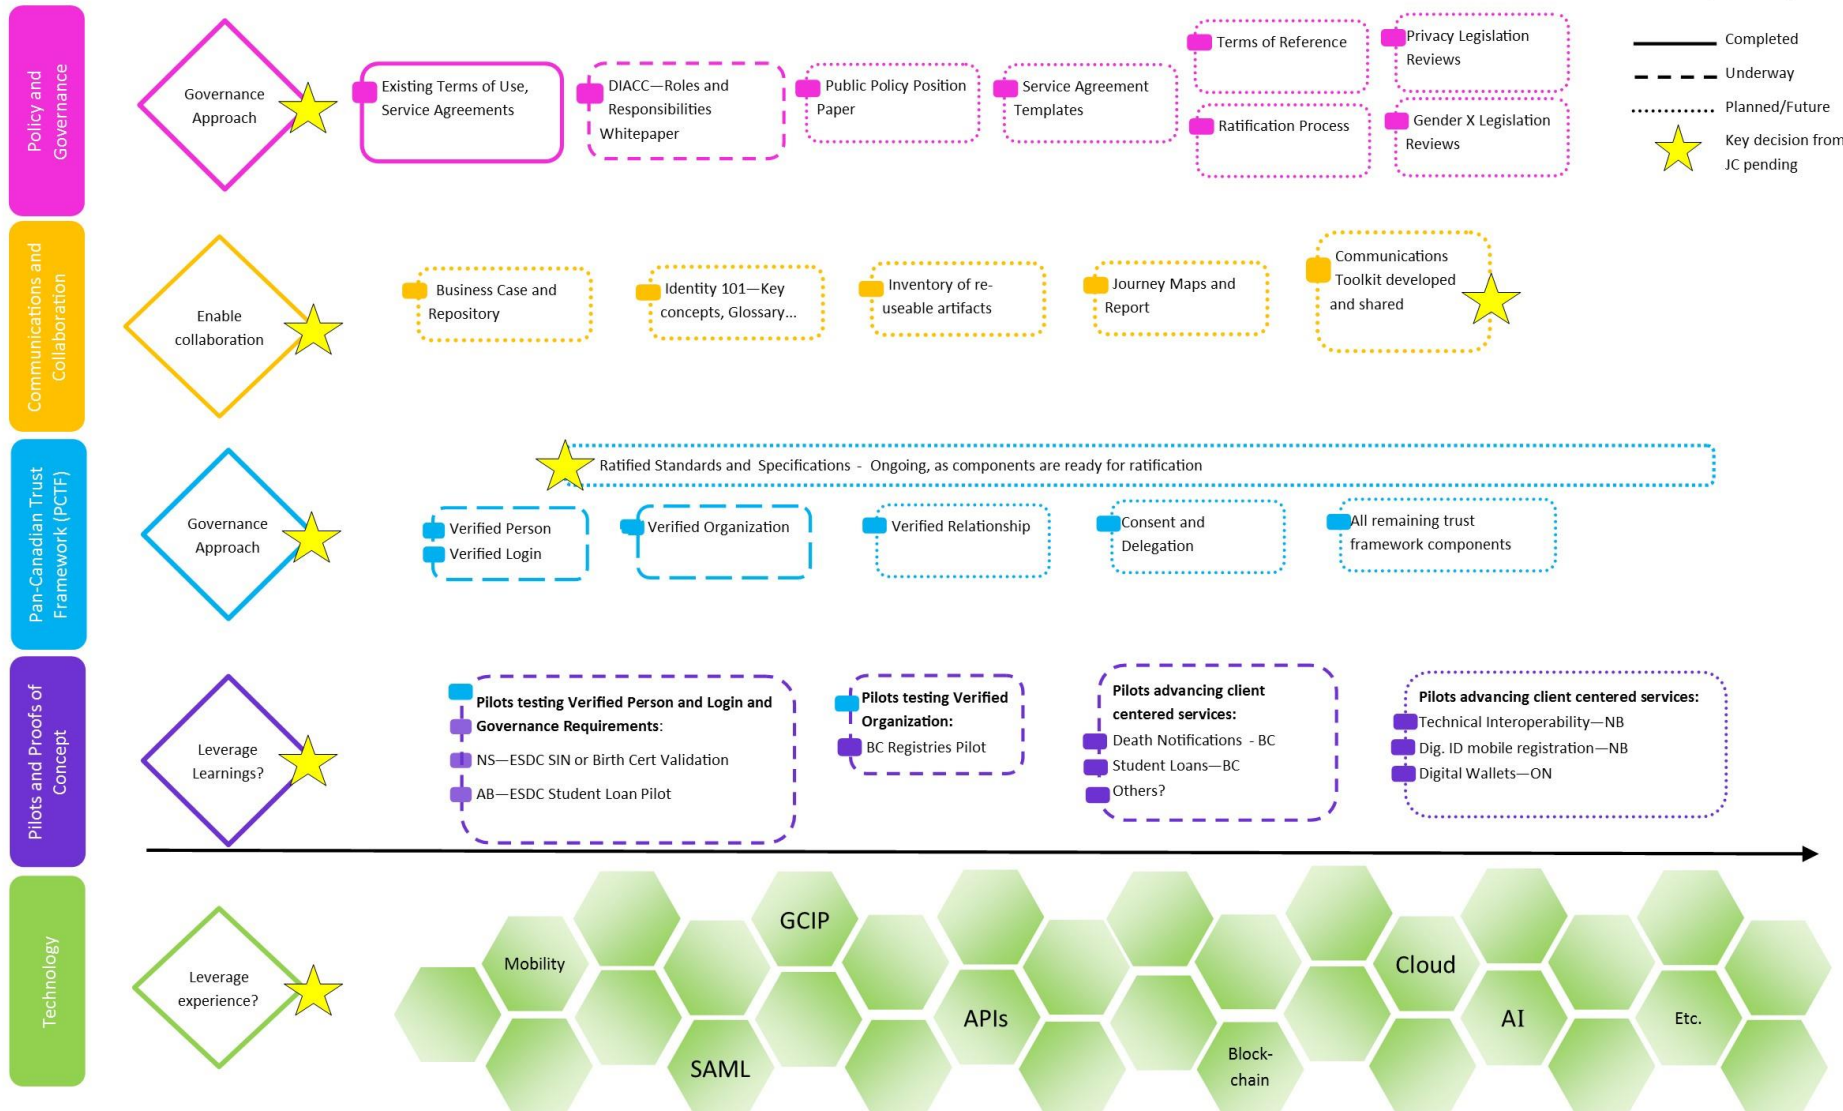 Policy and
Governance
Governance
Approach
Existing Terms of Use,
Service Agreements
DIACC—Roles and
Responsibilities
Whitepaper
Public Policy Position
Paper
Service Agreement
Templates
Terms of Reference
Ratification Process
Privacy Legislation
Reviews
Gender X Legislation
Reviews
Completed
Underway
Planned/Future
Key decision from
JC pending
Communications and
Collaboration
Enable
collaboration
Business Case and
Repository
Identity 101—Key
concepts, Glossary...
Inventory of re-
useable artifacts
Journey Maps and
Report
Communications
Toolkit developed
and shared
Pan-Canadian Trust
Framework (PCTF)
Governance
Approach
Ratified Standards and Specifications - Ongoing, as components are ready for ratification
Verified Person
Verified Login
Verified Organization
Verified Relationship
Consent and
Delegation
All remaining trust
framework components
Pilots and Proofs of
Concept
Leverage
Learnings?
Pilots testing Verified Person and Login and
Governance Requirements:
NS—ESDC SIN or Birth Cert Validation
AB—ESDC Student Loan Pilot
Pilots testing Verified
Organization:
BC Registries Pilot
Pilots advancing client
centered services:
Death Notifications - BC
Student Loans—BC
Others?
Pilots advancing client centered services:
Technical Interoperability—NB
Dig. ID mobile registration—NB
Digital Wallets—ON
Technology
Leverage
experience?
Mobility
GCIP
SAML
APIs
Block-
chain
Cloud
AI
Etc.